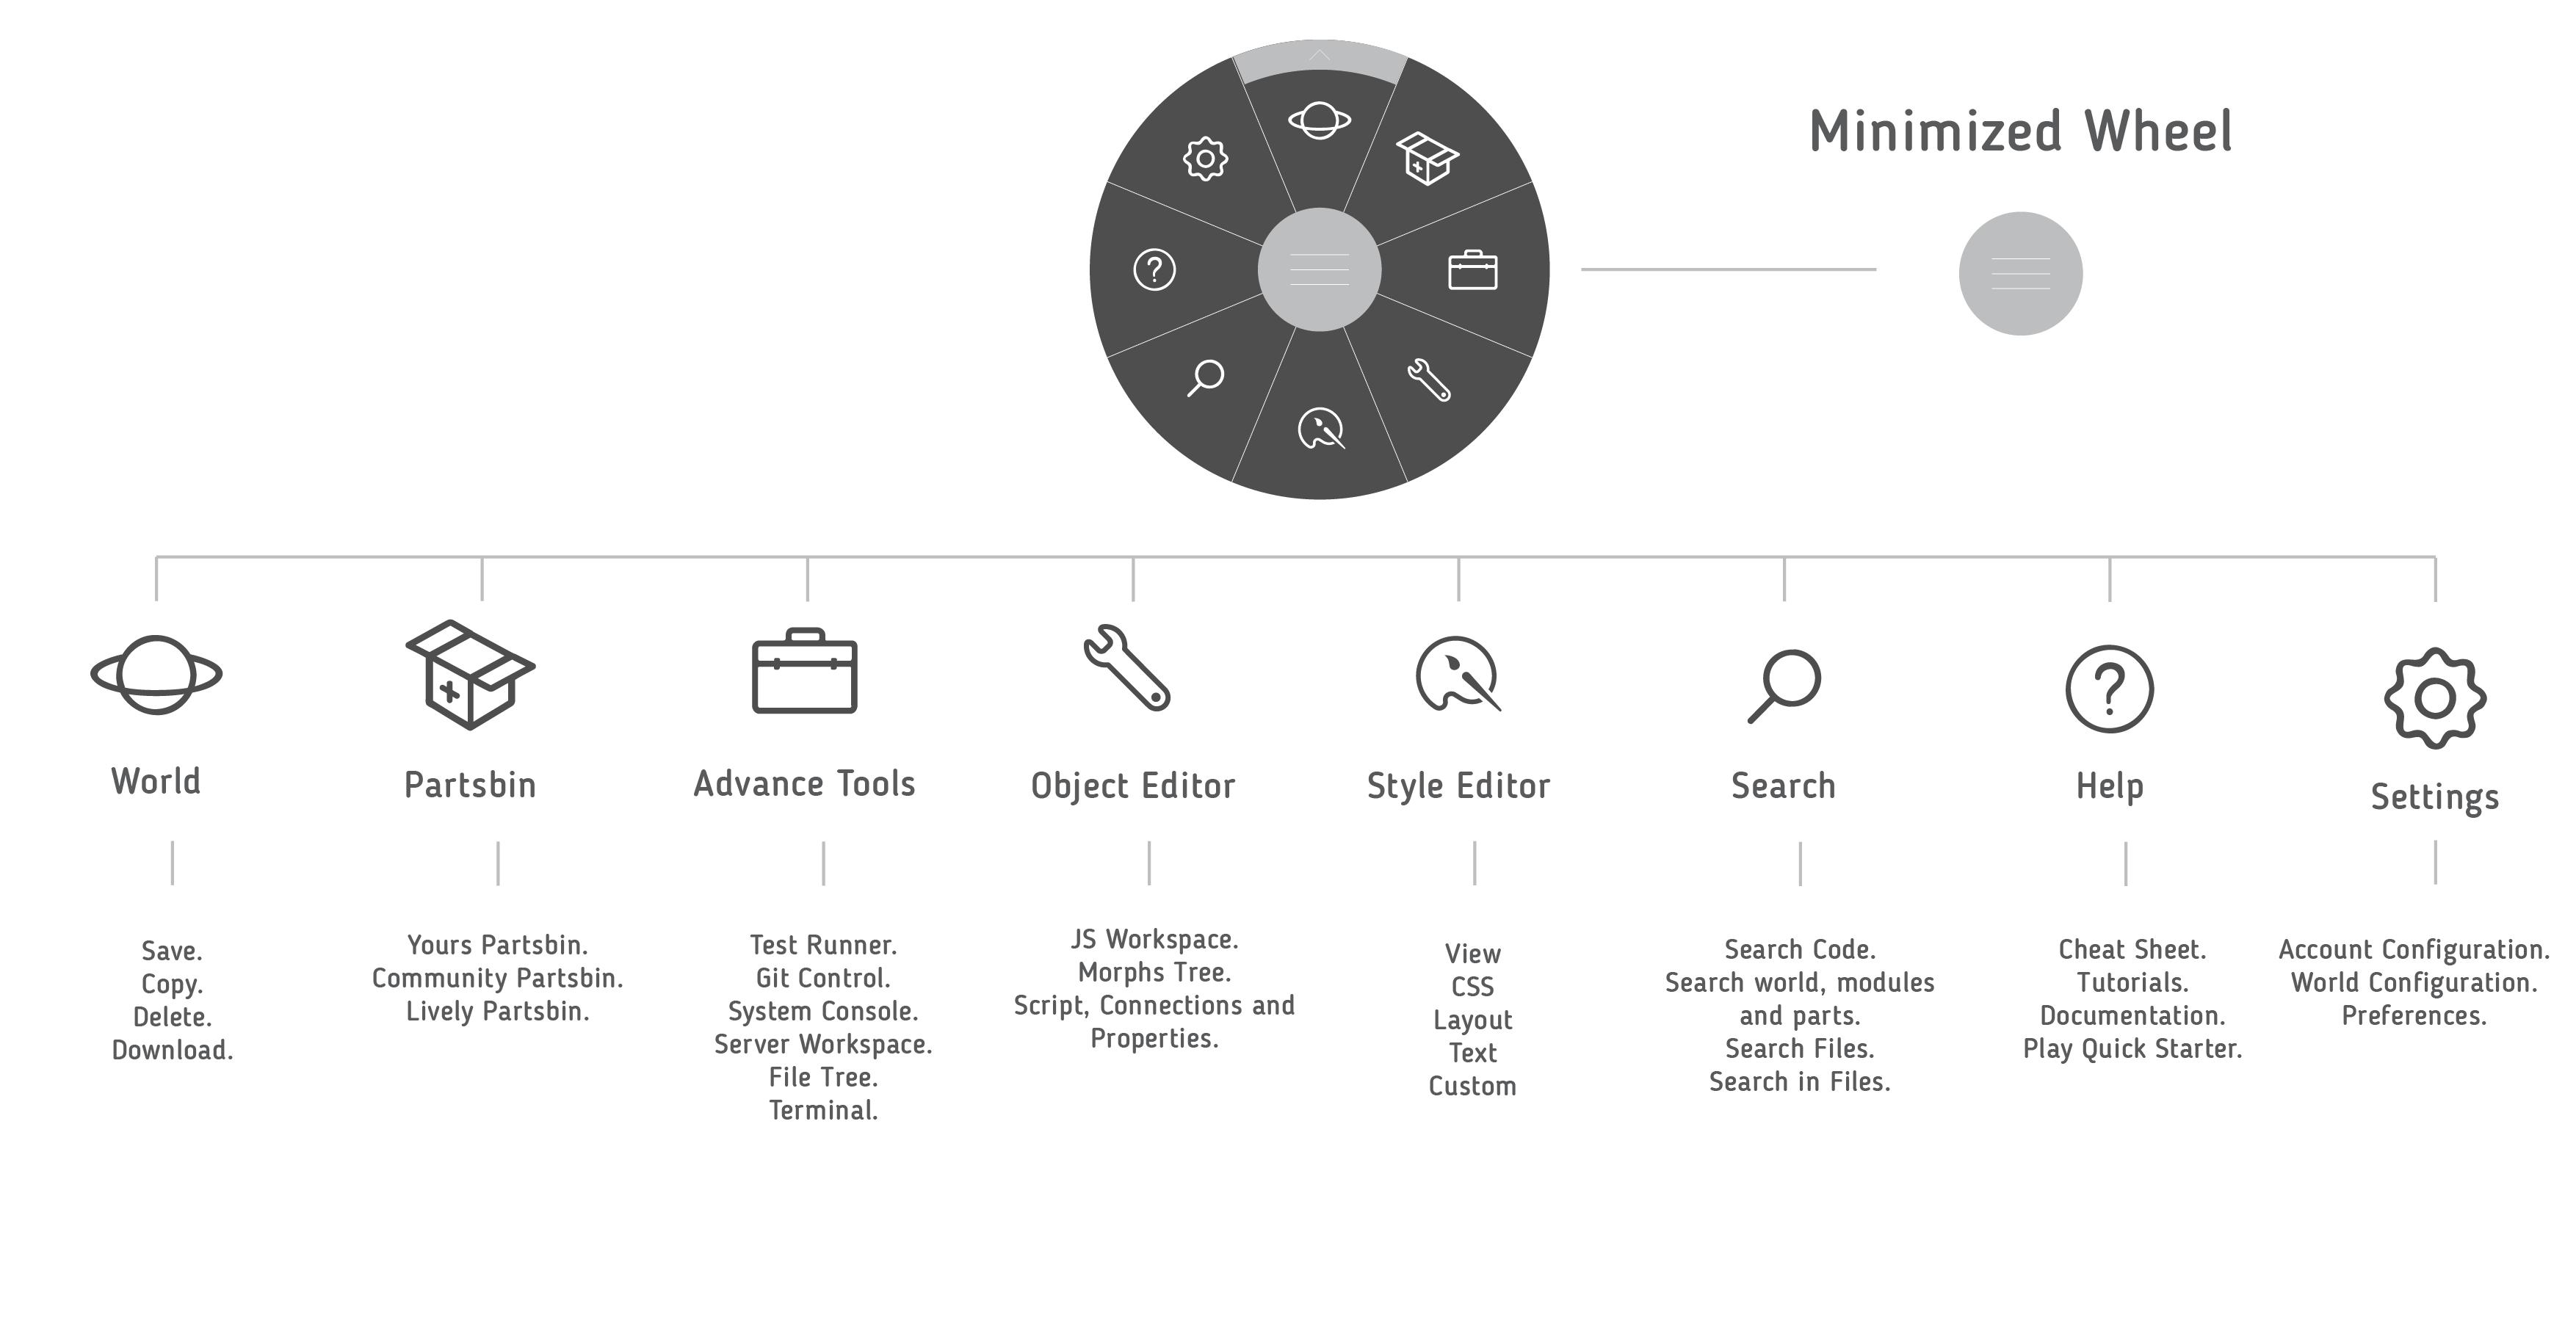 Minimized Wheel
World
Partsbin
Advance Tools
Object Editor
Style Editor
Search
Help
Settings
Save.
Copy.
Delete.
Download.
Yours Partsbin.
Community Partsbin.
Lively Partsbin.
Test Runner.
Git Control.
System Console.
Server Workspace.
File Tree.
Terminal.
JS Workspace.
Morphs Tree.
Script, Connections and
Properties.
View
CSS
Layout
Text
Custom
Search Code.
Search world, modules
and parts.
Search Files.
Search in Files.
Cheat Sheet.
Tutorials.
Documentation.
Play Quick Starter.
Account Configuration.
World Configuration.
Preferences.